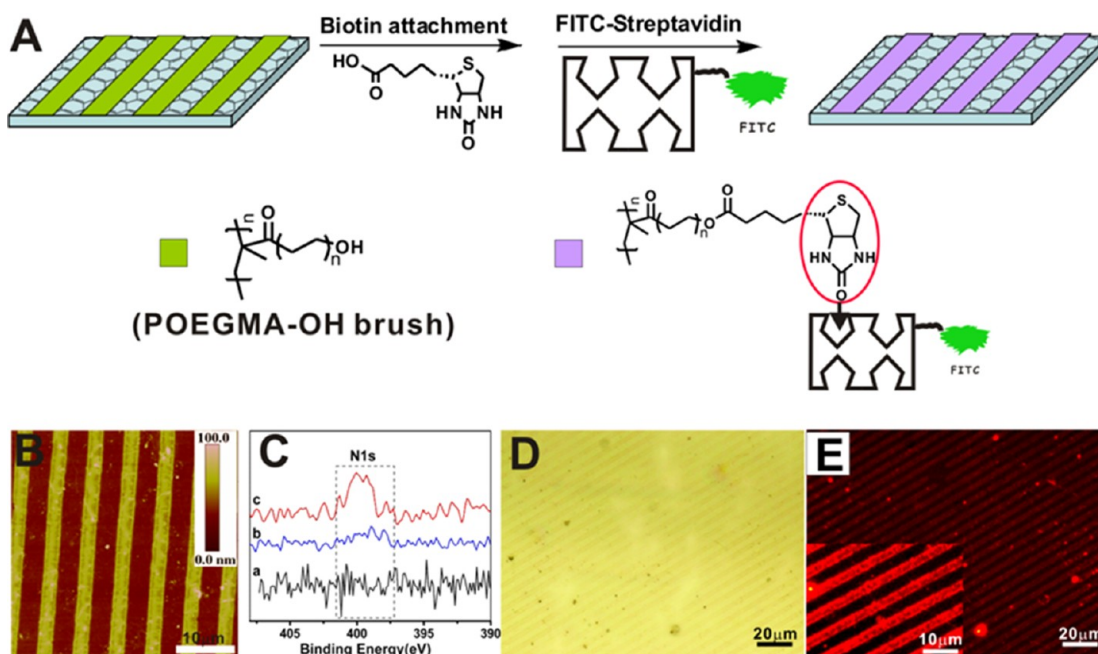 A
Biotin attachment
FITC-Streptavidin
HO
O
S
HN
NH
O
FITC
n
O
OH
n
(POEGMA-OH brush)
n
O
O
n
O
S
HN
NH
O
FITC
B
100.0
0.0 nm
10μm
C
N1s
c
b
a
405
400
395
390
Binding Energy(eV)
D
20μm
E
10μm
20μm